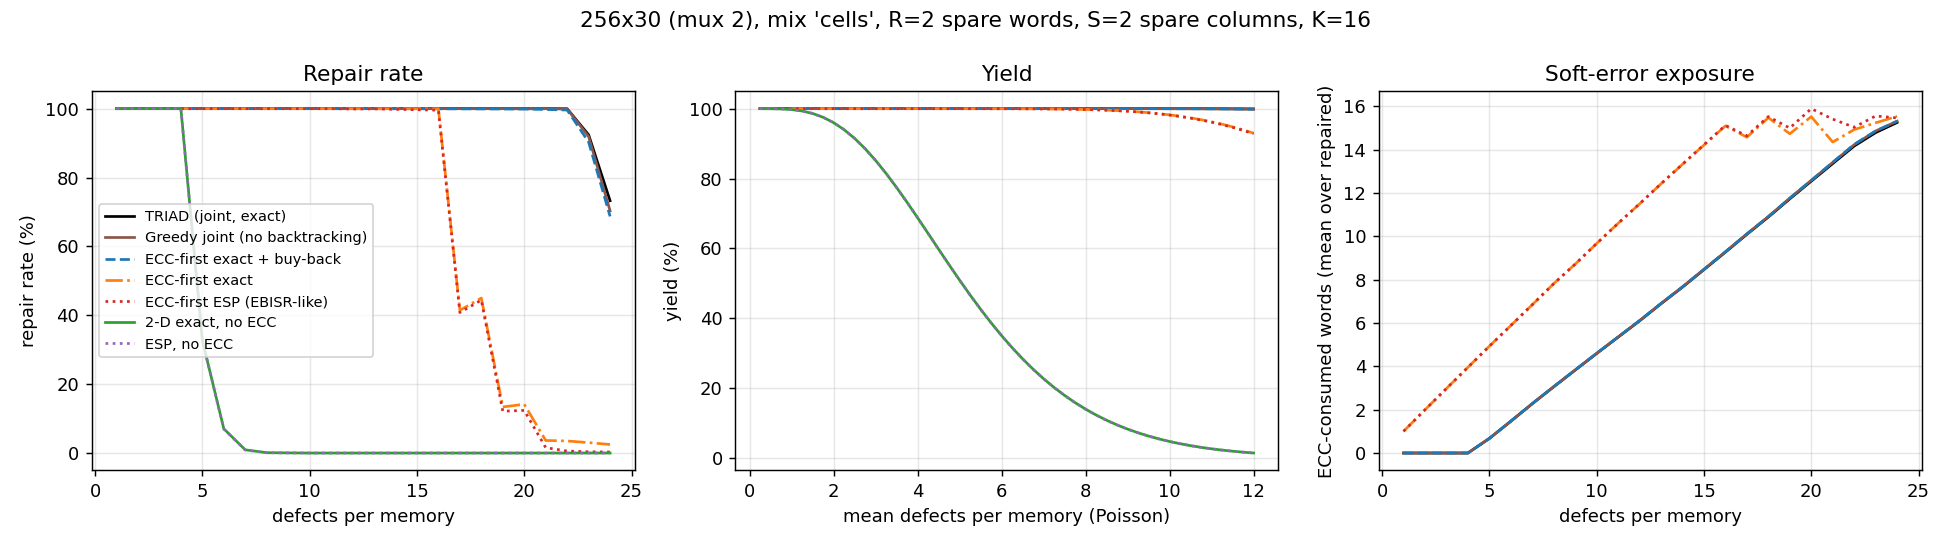 256x30 (mux 2), mix 'cells', R=2 spare words, S=2 spare columns, K=16
Repair rate
repair rate (%)
100
80
60
40
20
0
TRIAD (joint, exact)
Greedy joint (no backtracking)
ECC-first exact + buy-back
ECC-first exact
ECC-first ESP (EBISR-like)
2-D exact, no ECC
ESP, no ECC
0 5 10 15 20 25
defects per memory
Yield
yield (%)
100
80
60
40
20
0
0 2 4 6 8 10 12
mean defects per memory (Poisson)
Soft-error exposure
ECC-consumed words (mean over repaired)
16
14
12
10
8
6
4
2
0
0 5 10 15 20 25
defects per memory